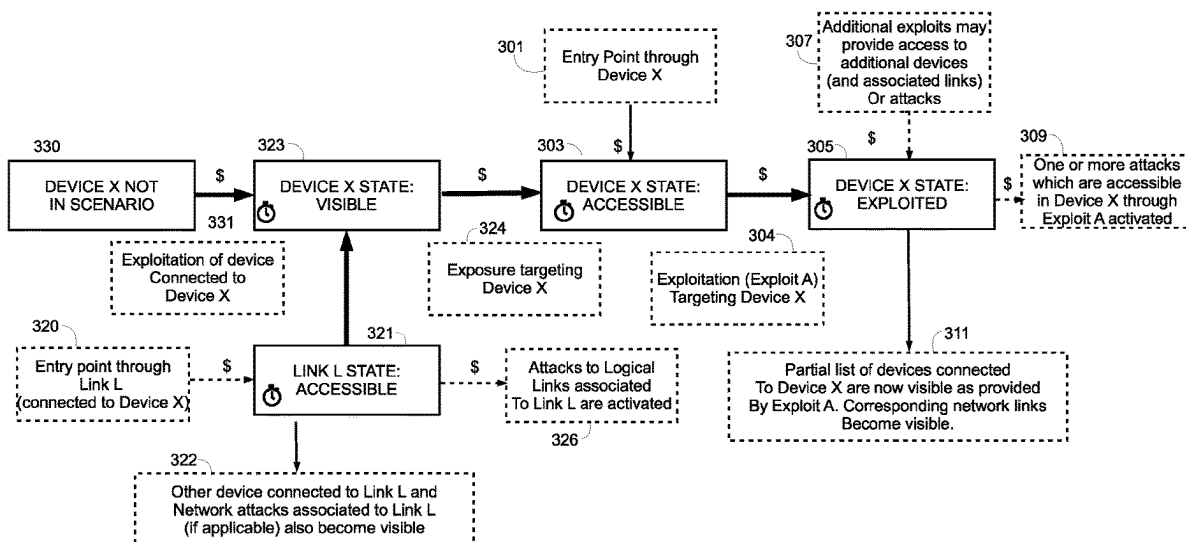 301
Entry Point through
Device X
307
Additional exploits may
provide access to
additional devices
(and associated links)
Or attacks
330
DEVICE X NOT
IN SCENARIO
$
331
Exploitation of device
Connected to
Device X
323
DEVICE X STATE:
VISIBLE
$
324
Exposure targeting
Device X
303
$
DEVICE X STATE:
ACCESSIBLE
$
304
Exploitation (Exploit A)
Targeting Device X
305
$
DEVICE X STATE:
EXPLOITED
$
309
One or more attacks
which are accessible
in Device X through
Exploit A activated
320
Entry point through
Link L
(connected to Device X)
$
321
LINK L STATE:
ACCESSIBLE
$
Attacks to Logical
Links associated
To Link L are activated
326
311
Partial list of devices connected
To Device X are now visible as provided
By Exploit A. Corresponding network links
Become visible.
322
Other device connected to Link L and
Network attacks associated to Link L
(if applicable) also become visible